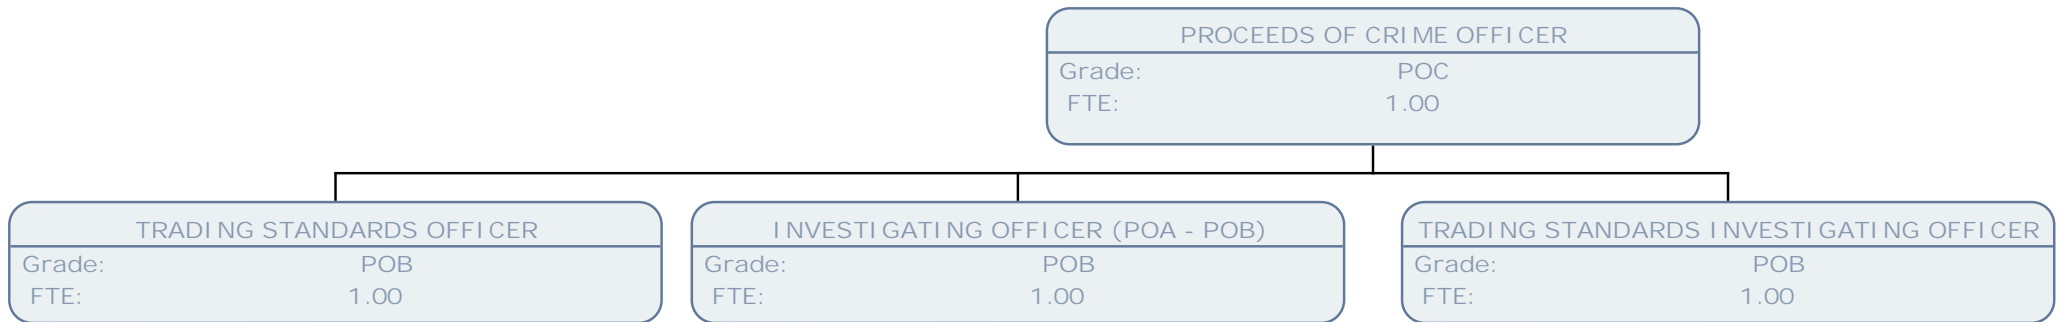 PROCEEDS OF CRIME OFFICER
Grade: POC
FTE: 1.00
TRADING STANDARDS OFFICER
Grade: POB
FTE: 1.00
INVESTIGATING OFFICER (POA - POB)
Grade: POB
FTE: 1.00
TRADING STANDARDS INVESTIGATING OFFICER
Grade: POB
FTE: 1.00